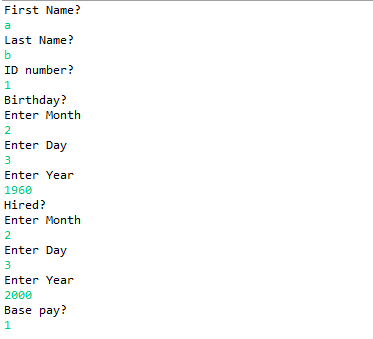 First Name?
a
Last Name?
b
ID number?
1
Birthday?
Enter Month
2
Enter Day
3
Enter Year
1960
Hired?
Enter Month
2
Enter Day
3
Enter Year
2000
Base pay?
1